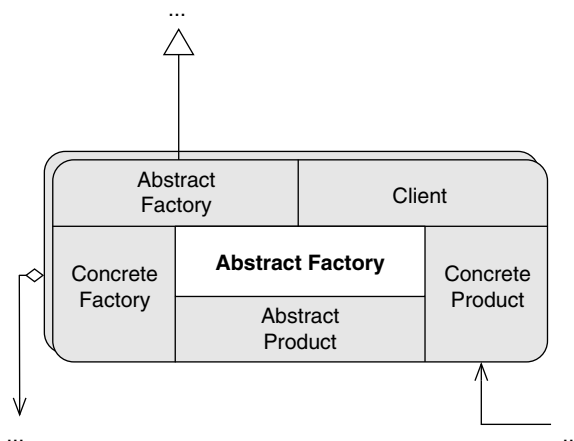 ...
Abstract
Factory
Client
Concrete
Factory
Abstract Factory
Concrete
Product
Abstract
Product
...
..